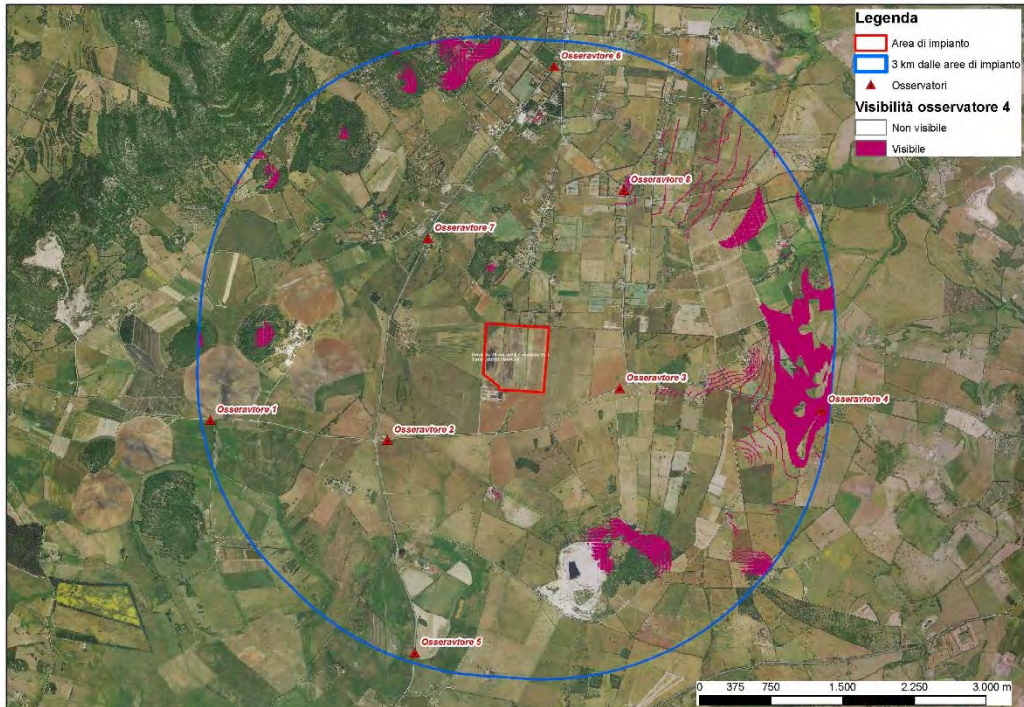 Legenda
Area di impianto
3 km dalle aree di impianto
Osservatori
Visibilità osservatore 4
Non visibile
Visibile
Osseravtore 6
Osseravtore 8
Osseravtore 7
Osseravtore 3
Osseravtore 4
Osseravtore 1
Osseravtore 2
Osseravtore 5
0 375 750 1.500 2.250 3.000 m